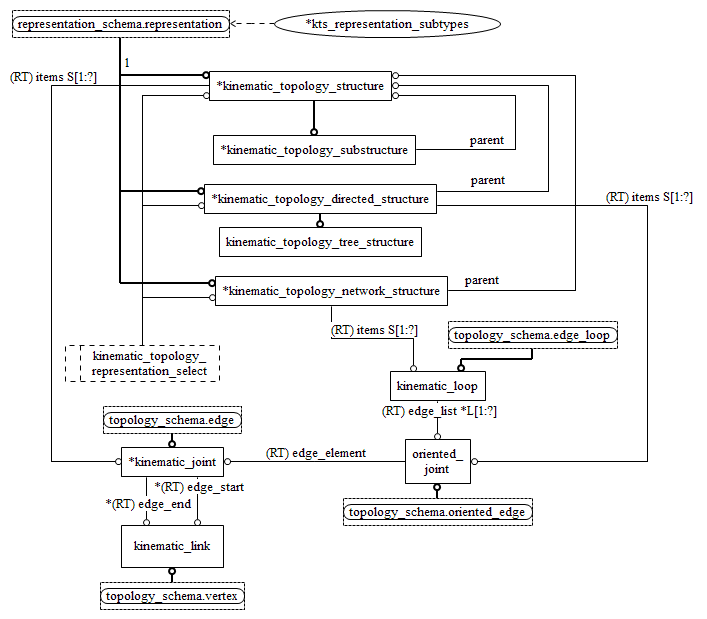 representation_schema.representation
*kts_representation_subtypes
1
(RT) items S[1:?]
*kinematic_topology_structure
parent
*kinematic_topology_substructure
parent
*kinematic_topology_directed_structure
(RT) items S[1:?]
kinematic_topology_tree_structure
parent
*kinematic_topology_network_structure
(RT) items S[1:?]
topology_schema.edge_loop
kinematic_topology_
representation_select
kinematic_loop
(RT) edge_list *L[1:?]
topology_schema.edge
(RT) edge_element
oriented_
joint
*kinematic_joint
*(RT) edge_start
*(RT) edge_end
topology_schema.oriented_edge
kinematic_link
topology_schema.vertex